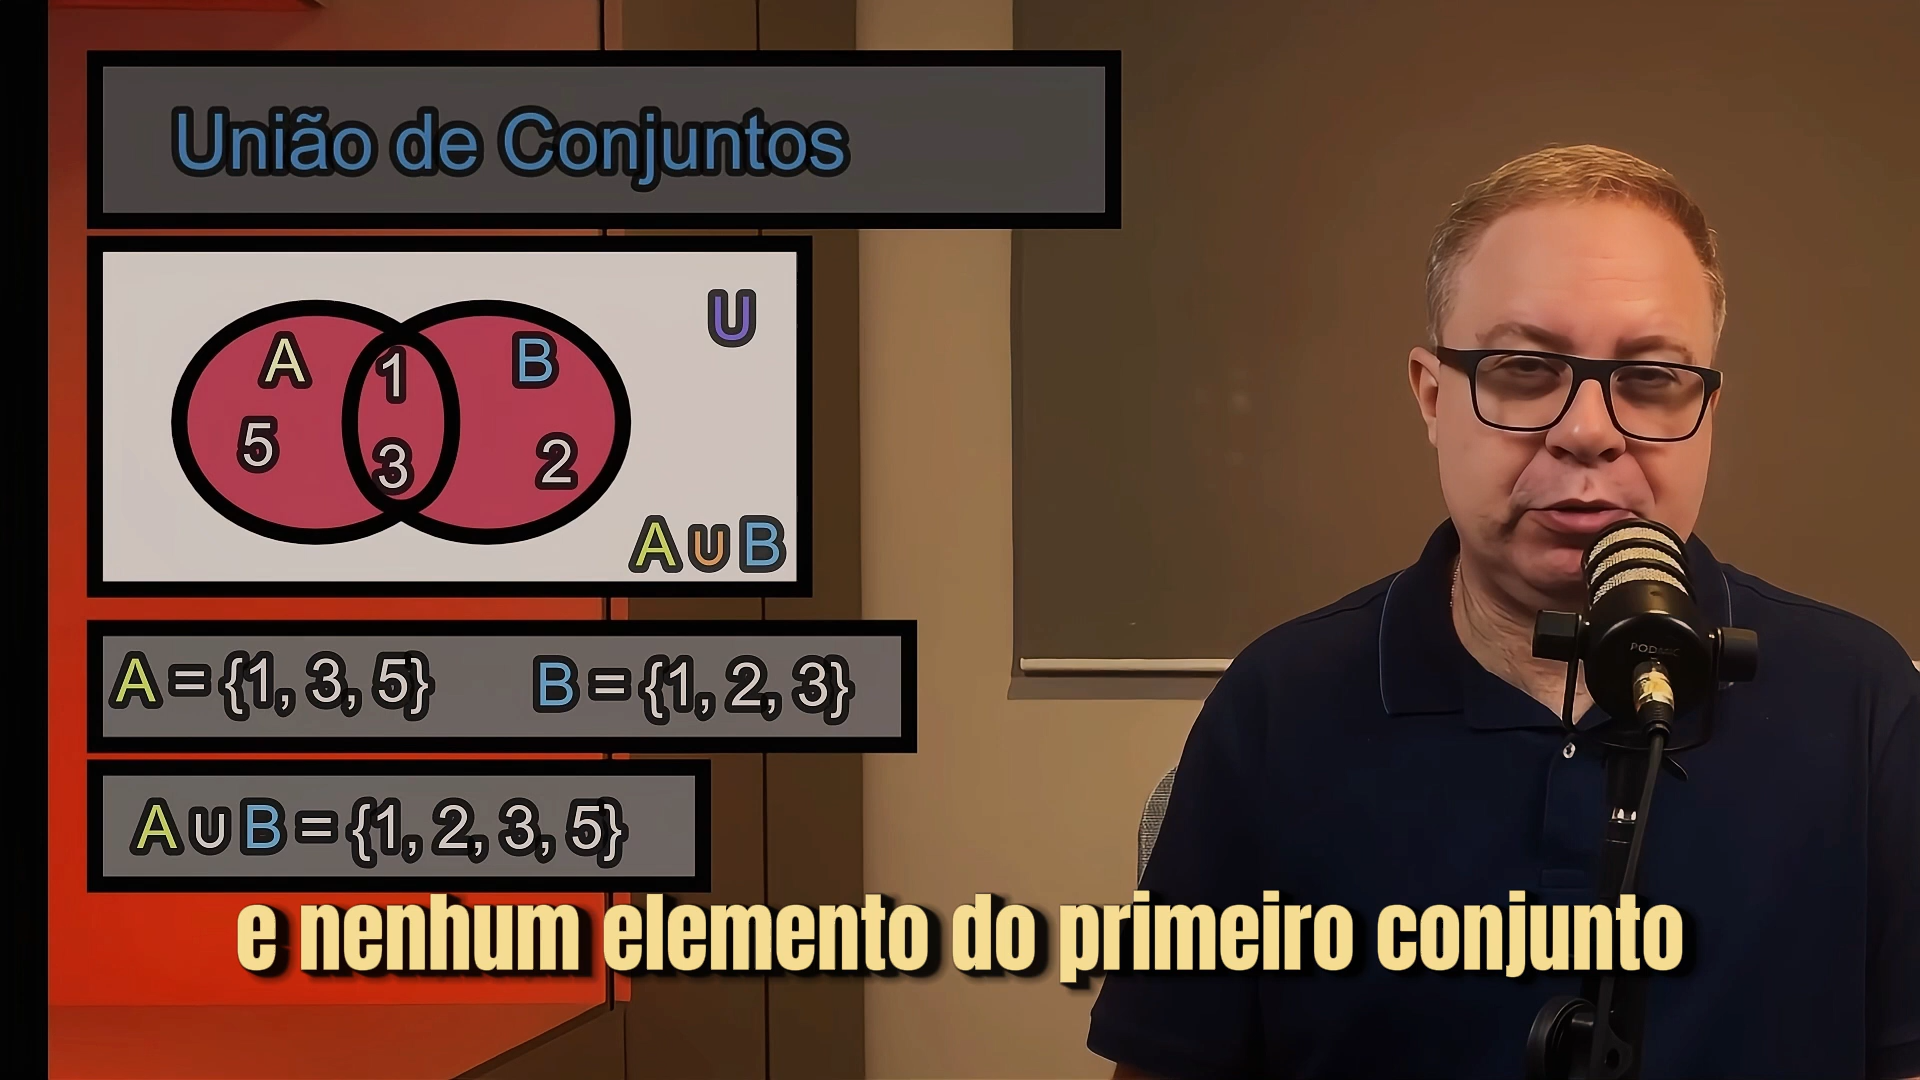 União de Conjuntos
U
A 1 B
5 3 2
A ∪ B
A = {1, 3, 5} B = {1, 2, 3}
A ∪ B = {1, 2, 3, 5}
e nenhum elemento do primeiro conjunto
PODMIC